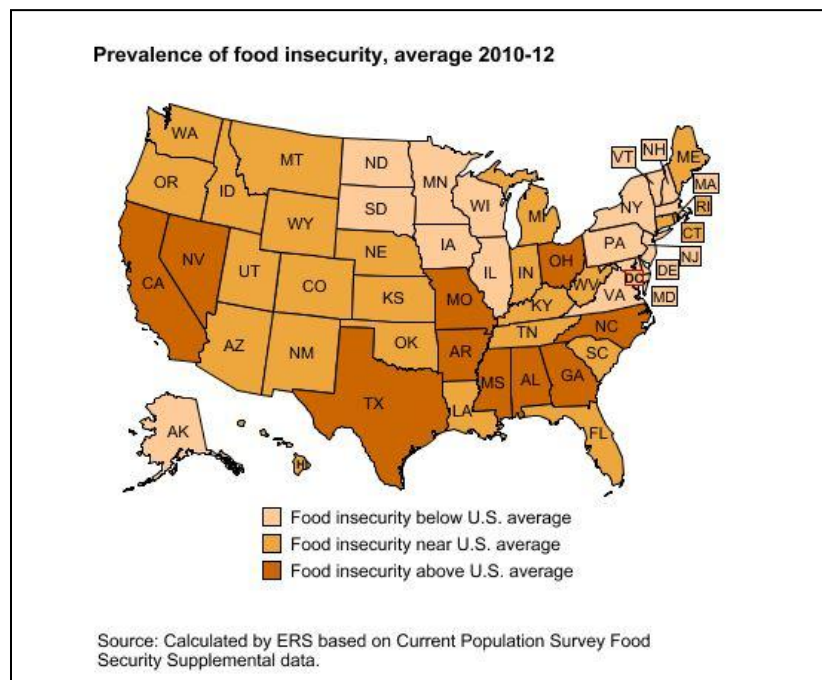 Prevalence of food insecurity, average 2010-12
WA
MT
ND
MN
VT
NH
ME
OR
ID
SD
WI
MI
NY
MA
RI
CT
WY
IA
PA
NJ
NE
NV
UT
CO
IL
IN
OH
DE
DC
MD
CA
KS
MO
WV
VA
KY
AZ
NM
OK
TN
NC
AR
SC
TX
MS
AL
GA
LA
FL
AK
H
Food insecurity below U.S. average
Food insecurity near U.S. average
Food insecurity above U.S. average
Source: Calculated by ERS based on Current Population Survey Food
Security Supplemental data.